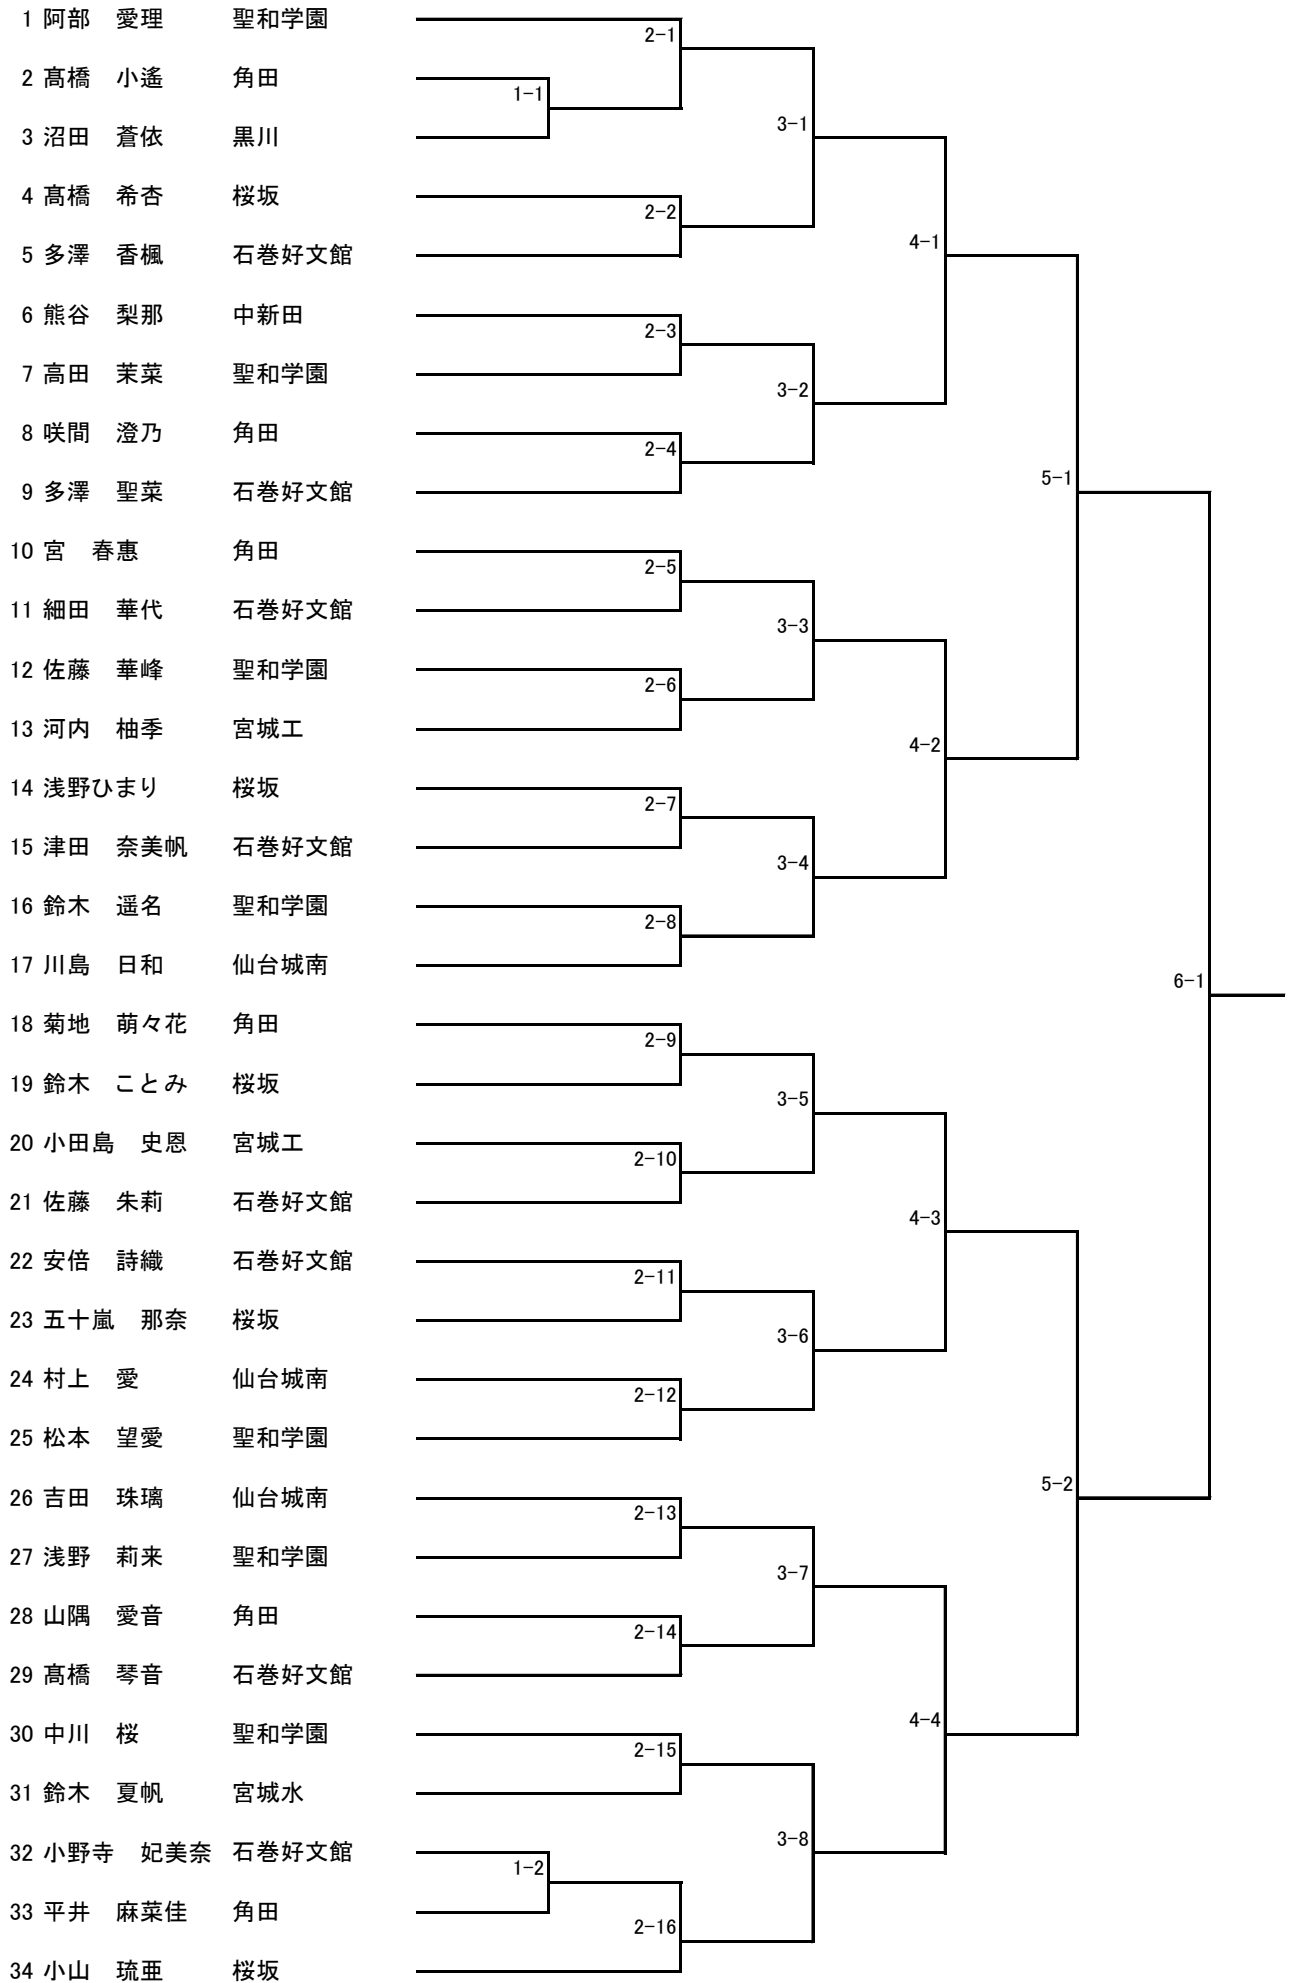 1 阿部　愛理　聖和学園
2-1
2 髙橋　小遙　角田
1-1
3 沼田　蒼依　黒川
3-1
4 髙橋　希杏　桜坂
2-2
4-1
5 多澤　香楓　石巻好文館
6 熊谷　梨那　中新田
2-3
7 高田　茉菜　聖和学園
3-2
8 咲間　澄乃　角田
2-4
5-1
9 多澤　聖菜　石巻好文館
10 宮　春惠　角田
2-5
11 細田　華代　石巻好文館
3-3
12 佐藤　華峰　聖和学園
2-6
13 河内　柚季　宮城工
4-2
14 浅野ひまり　桜坂
2-7
15 津田　奈美帆　石巻好文館
3-4
16 鈴木　遥名　聖和学園
2-8
17 川島　日和　仙台城南
6-1
18 菊地　萌々花　角田
2-9
19 鈴木　ことみ　桜坂
3-5
20 小田島　史恩　宮城工
2-10
21 佐藤　朱莉　石巻好文館
4-3
22 安倍　詩織　石巻好文館
2-11
23 五十嵐　那奈　桜坂
3-6
24 村上　愛　仙台城南
2-12
25 松本　望愛　聖和学園
5-2
26 吉田　珠璃　仙台城南
2-13
27 浅野　莉来　聖和学園
3-7
28 山隅　愛音　角田
2-14
29 髙橋　琴音　石巻好文館
4-4
30 中川　桜　聖和学園
2-15
31 鈴木　夏帆　宮城水
3-8
32 小野寺　妃美奈　石巻好文館
1-2
33 平井　麻菜佳　角田
2-16
34 小山　琉亜　桜坂